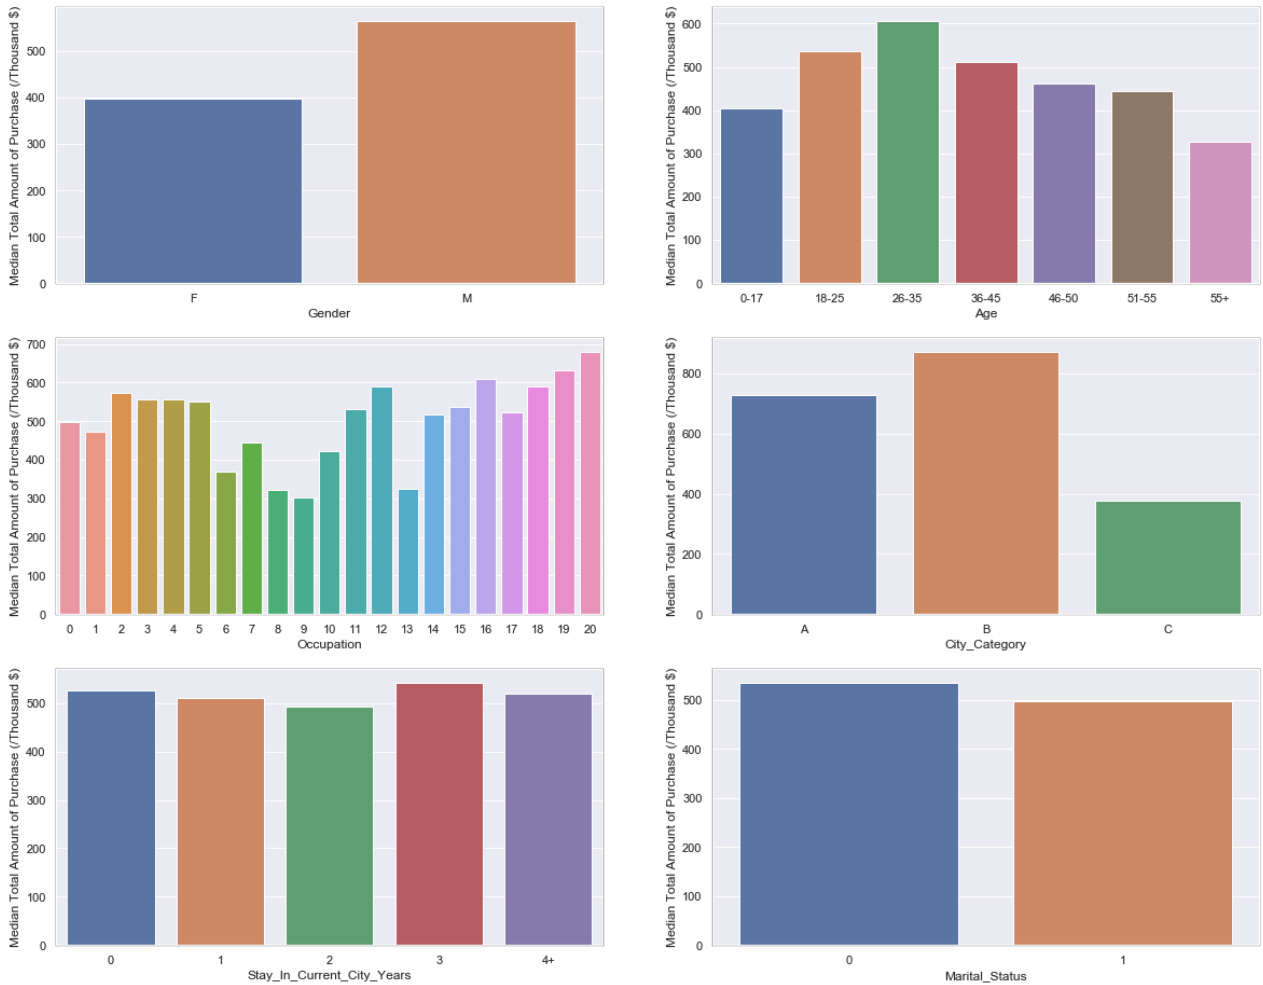 Median Total Amount of Purchase (/Thousand $)
500
400
300
200
100
0
F M
Gender
Median Total Amount of Purchase (/Thousand $)
600
500
400
300
200
100
0
0-17 18-25 26-35 36-45 46-50 51-55 55+
Age
Median Total Amount of Purchase (/Thousand $)
700
600
500
400
300
200
100
0
0 1 2 3 4 5 6 7 8 9 10 11 12 13 14 15 16 17 18 19 20
Occupation
Median Total Amount of Purchase (/Thousand $)
800
600
400
200
0
A B C
City_Category
Median Total Amount of Purchase (/Thousand $)
500
400
300
200
100
0
0 1 2 3 4+
Stay_In_Current_City_Years
Median Total Amount of Purchase (/Thousand $)
500
400
300
200
100
0
0 1
Marital_Status